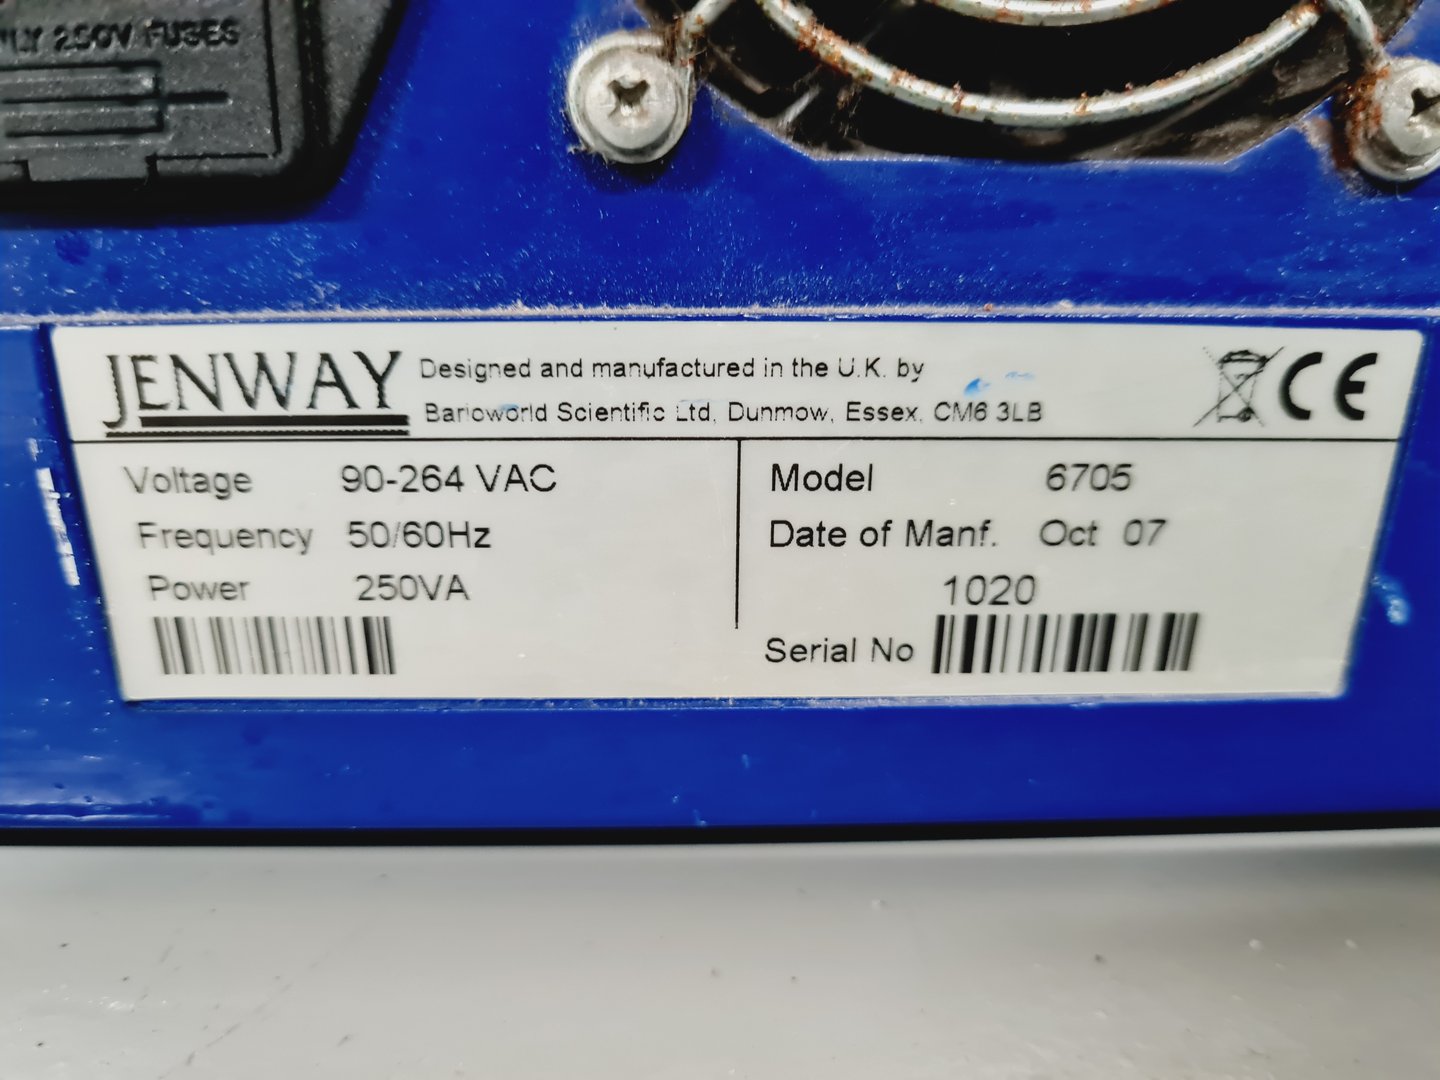 250V FUSES
JENWAY
Designed and manufactured in the U.K. by
Barloworld Scientific Ltd, Dunmow, Essex, CM6 3LB
CE
Voltage 90-264 VAC
Frequency 50/60Hz
Power 250VA
Model 6705
Date of Manf. Oct 07
1020
Serial No